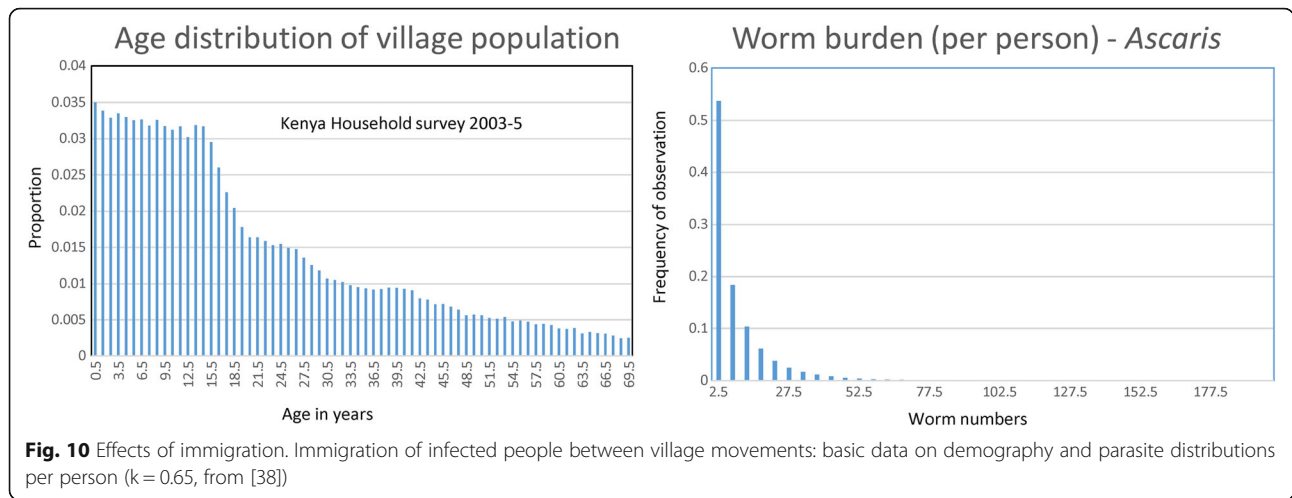 Age distribution of village population
0.04
0.035
0.03
0.025
0.02
0.015
0.01
0.005
0
Proportion
Kenya Household survey 2003-5
0.5 3.5 6.5 9.5 12.5 15.5 18.5 21.5 24.5 27.5 30.5 33.5 36.5 39.5 42.5 45.5 48.5 51.5 54.5 57.5 60.5 63.5 66.5 69.5
Age in years
Worm burden (per person) - Ascaris
0.6
0.5
0.4
0.3
0.2
0.1
0
Frequency of observation
2.5 27.5 52.5 77.5 102.5 127.5 152.5 177.5
Worm numbers
Fig. 10 Effects of immigration. Immigration of infected people between village movements: basic data on demography and parasite distributions
per person (k = 0.65, from [38])